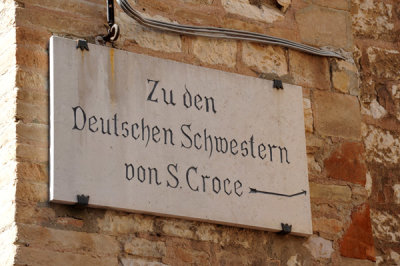 Zu den
Deutschen Schwestern
von S. Croce